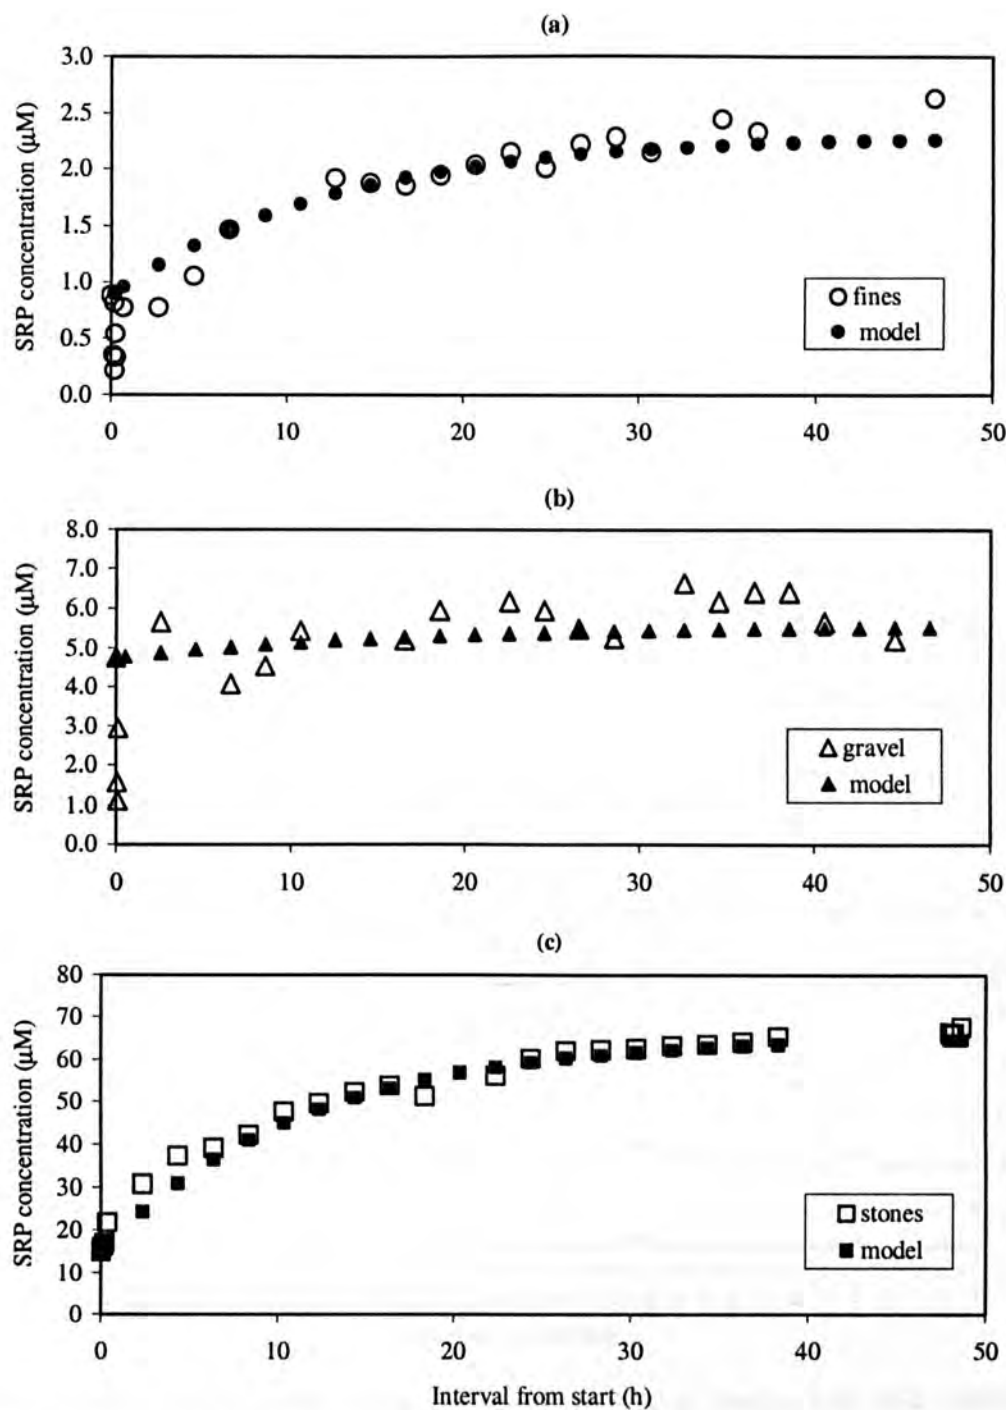 (a)
SRP concentration (µM)
3.0
2.5
2.0
1.5
1.0
0.5
0.0
fines
model
0 10 20 30 40 50
(b)
SRP concentration (µM)
8.0
7.0
6.0
5.0
4.0
3.0
2.0
1.0
0.0
gravel
model
0 10 20 30 40 50
(c)
SRP concentration (µM)
80
70
60
50
40
30
20
10
0
stones
model
0 10 20 30 40 50
Interval from start (h)